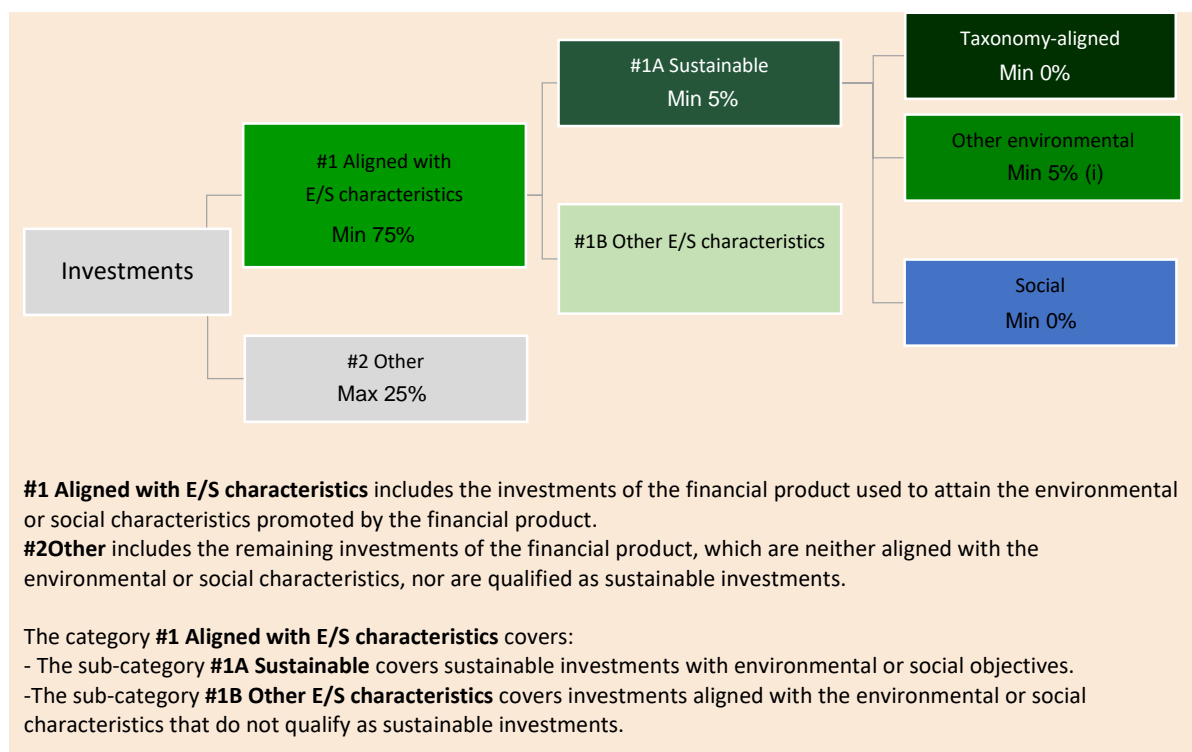 Taxonomy-aligned
Min 0%
#1A Sustainable
Min 5%
Other environmental
Min 5% (i)
#1 Aligned with
E/S characteristics
Min 75%
#1B Other E/S characteristics
Investments
Social
Min 0%
#2 Other
Max 25%
#1 Aligned with E/S characteristics includes the investments of the financial product used to attain the environmental
or social characteristics promoted by the financial product.
#2Other includes the remaining investments of the financial product, which are neither aligned with the
environmental or social characteristics, nor are qualified as sustainable investments.
The category #1 Aligned with E/S characteristics covers:
- The sub-category #1A Sustainable covers sustainable investments with environmental or social objectives.
-The sub-category #1B Other E/S characteristics covers investments aligned with the environmental or social
characteristics that do not qualify as sustainable investments.